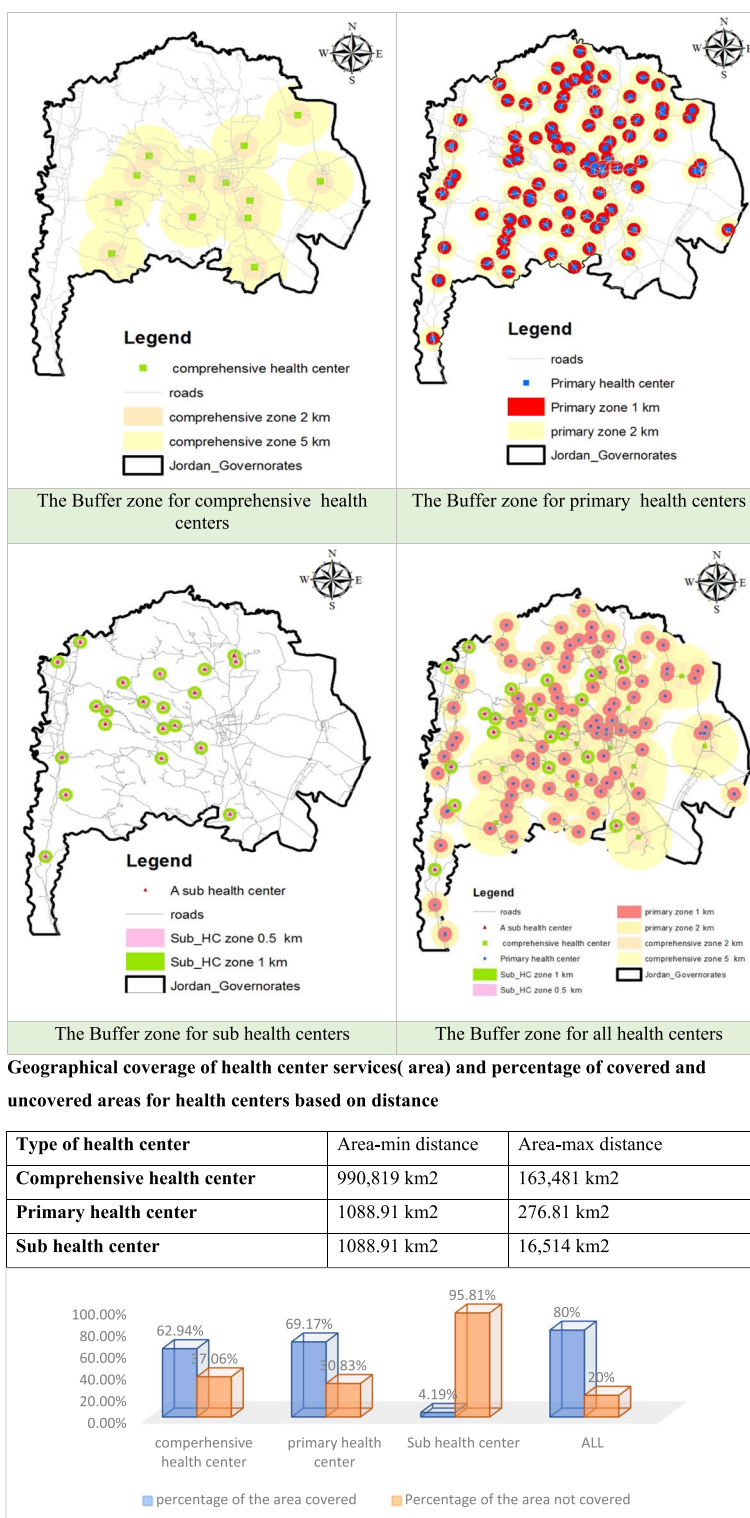 N
W E
S
Legend
comprehensive health center
roads
comprehensive zone 2 km
comprehensive zone 5 km
Jordan_Governorates
N
W E
S
Legend
roads
Primary health center
Primary zone 1 km
primary zone 2 km
Jordan_Governorates
The Buffer zone for comprehensive health
centers
The Buffer zone for primary health centers
N
W E
S
Legend
A sub health center
roads
Sub_HC zone 0.5 km
Sub_HC zone 1 km
Jordan_Governorates
N
W E
S
Legend
roads
A sub health center
comprehensive health center
Primary health center
Sub_HC zone 1 km
Sub_HC zone 0.5 km
primary zone 1 km
primary zone 2 km
comprehensive zone 2 km
comprehensive zone 5 km
Jordan_Governorates
The Buffer zone for sub health centers
The Buffer zone for all health centers
Geographical coverage of health center services( area) and percentage of covered and
uncovered areas for health centers based on distance
Type of health center Area-min distance Area-max distance
Comprehensive health center 990,819 km2 163,481 km2
Primary health center 1088.91 km2 276.81 km2
Sub health center 1088.91 km2 16,514 km2
100.00%
80.00%
60.00%
40.00%
20.00%
0.00%
62.94%
37.06%
69.17%
30.83%
4.19%
95.81%
80%
20%
comperhensive
health center
primary health
center
Sub health center
ALL
percentage of the area covered
Percentage of the area not covered